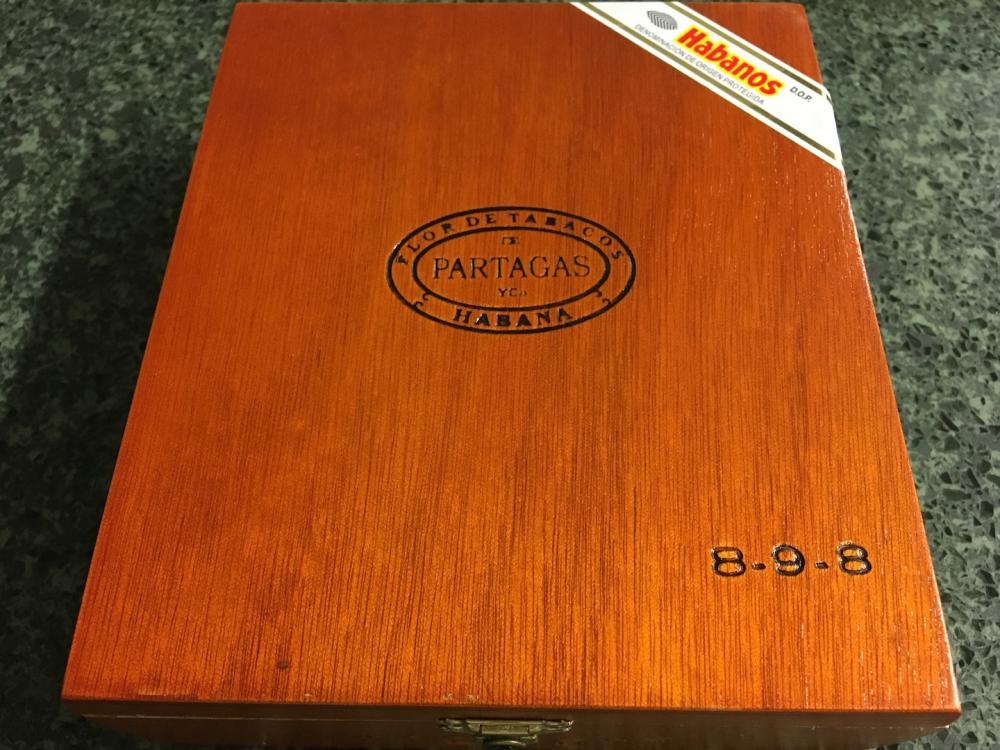 Habanos
DENOMINACIÓN DE ORIGEN PROTEGIDA
D.O.P.
FLOR DE TABACOS
DE
PARTAGAS
Y Cª
HABANA
8-9-8